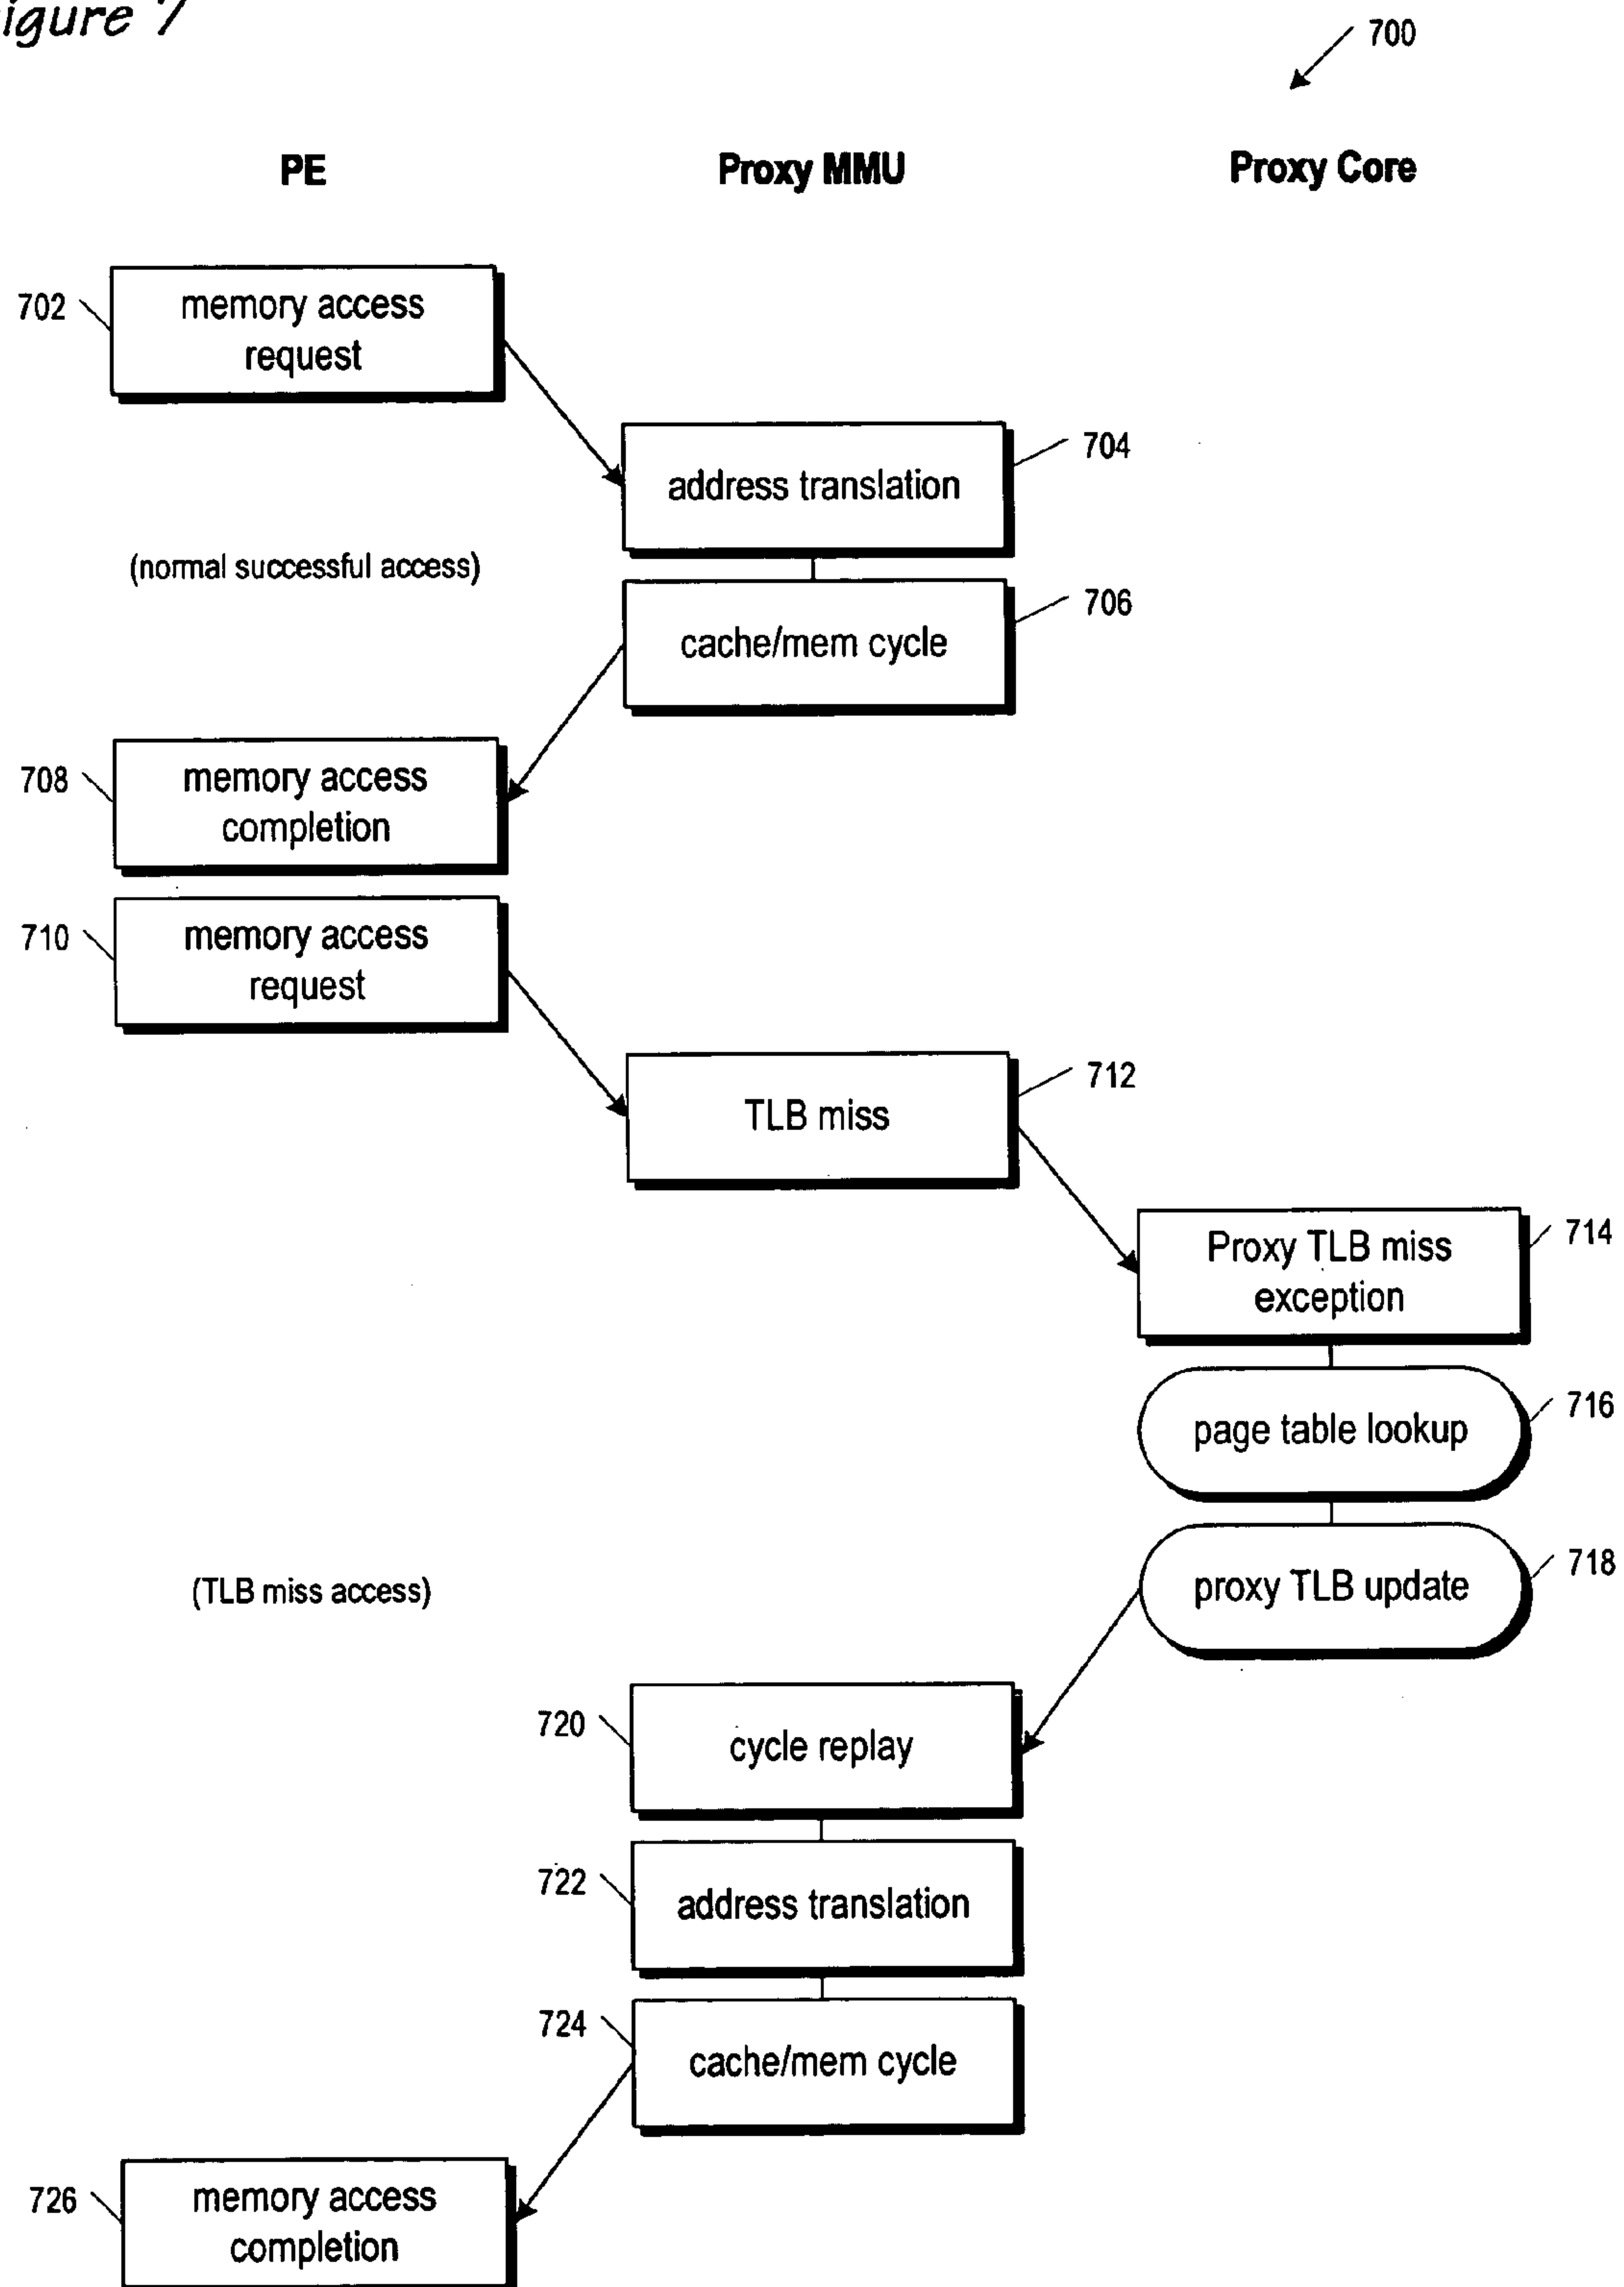 igure 7
700
PE Proxy MMU Proxy Core
702
memory access
request
704
address translation
(normal successful access)
706
cache/mem cycle
708
memory access
completion
710
memory access
request
712
TLB miss
714
Proxy TLB miss
exception
716
page table lookup
718
proxy TLB update
(TLB miss access)
720
cycle replay
722
address translation
724
cache/mem cycle
726
memory access
completion